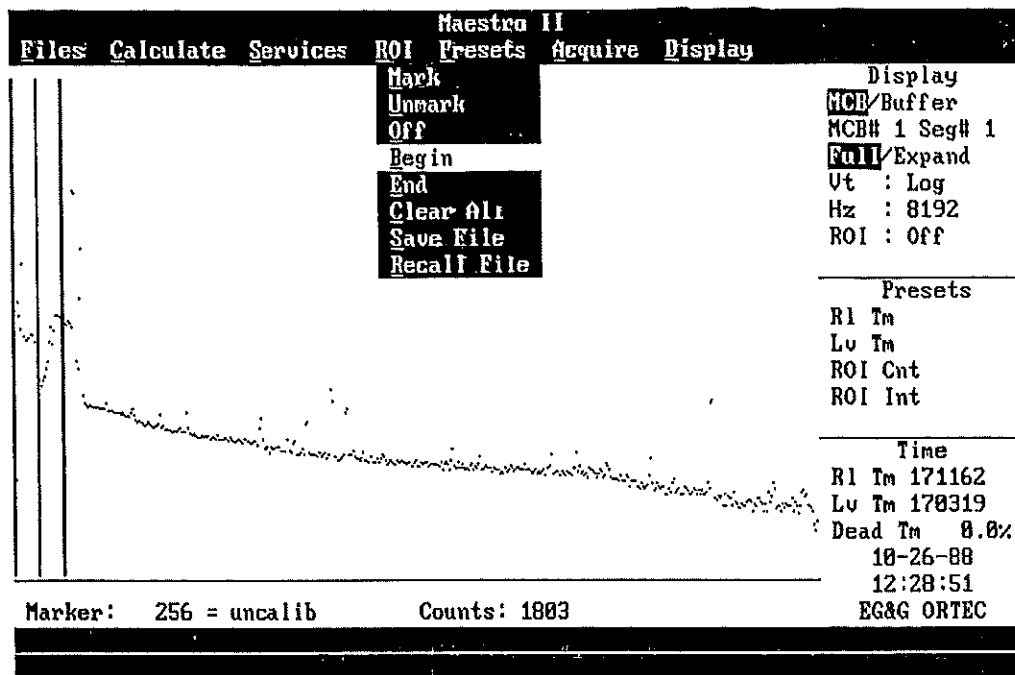 Maestro II
Files Calculate Services ROI Presets Acquire Display
Mark
Unmark
Off
Begin
End
Clear All
Save File
Recall File
Display
MCB/Buffer
MCB# 1 Seg# 1
Full/Expand
Vt : Log
Hz : 8192
ROI : Off
Presets
Rl Tm
Lv Tm
ROI Cnt
ROI Int
Time
Rl Tm 171162
Lv Tm 170319
Dead Tm 0.0%
10-26-88
12:28:51
EG&G ORTEC
Marker: 256 = uncalib Counts: 1803